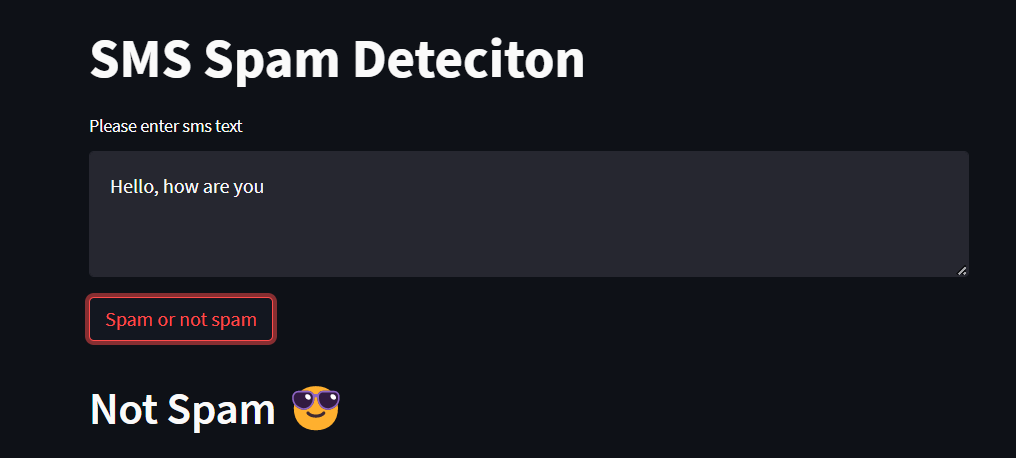 SMS Spam Deteciton
Please enter sms text
Hello, how are you
Spam or not spam
Not Spam 😎